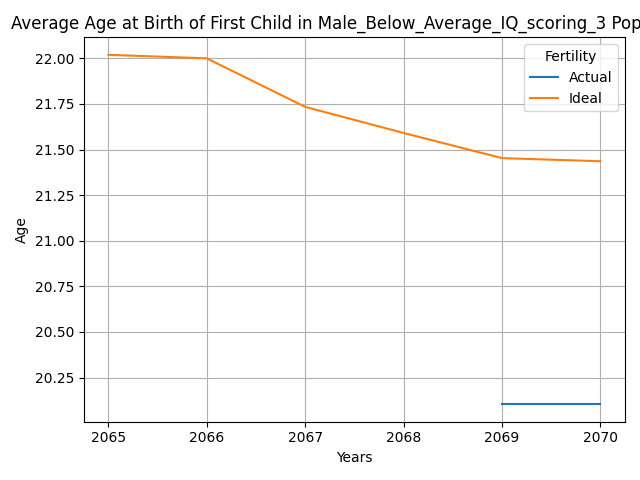 Average Age at Birth of First Child in Male_Below_Average_IQ_scoring_3 Pop
Fertility
Actual
Ideal
22.00
21.75
21.50
21.25
21.00
20.75
20.50
20.25
Age
2065 2066 2067 2068 2069 2070
Years